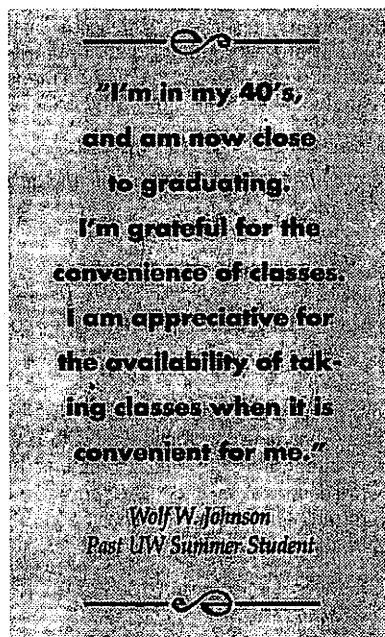 "I'm in my 40's,
and am now close
to graduating.
I'm grateful for the
convenience of classes.
I am appreciative for
the availability of tak-
ing classes when it is
convenient for me."
Wolf W. Johnson
Past UW Summer Student